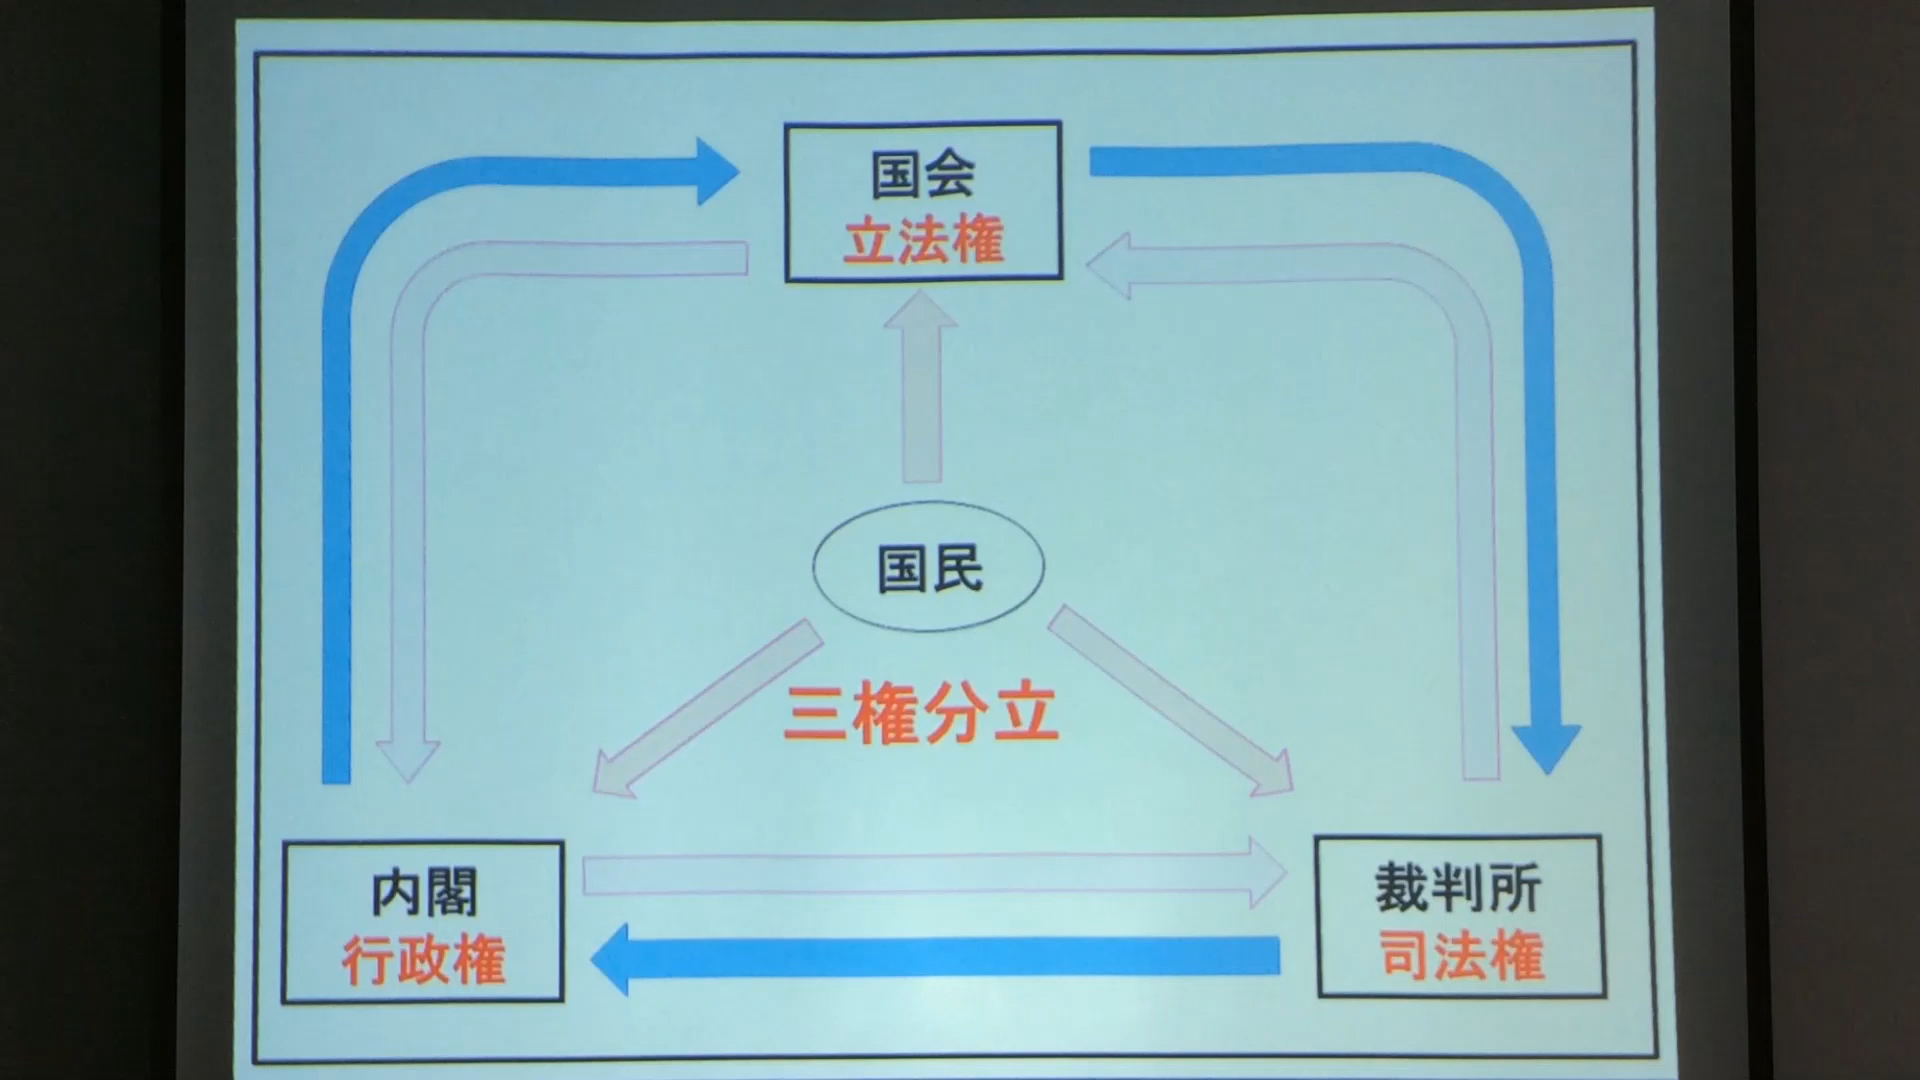 国会
立法権
国民
三権分立
内閣
行政権
裁判所
司法権